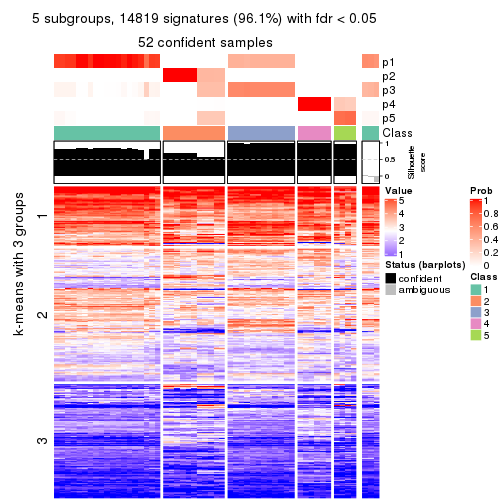 5 subgroups, 14819 signatures (96.1%) with fdr < 0.05
52 confident samples
p1
p2
p3
p4
p5
Class
1
0.5
0
Silhouette
score
k-means with 3 groups
1
2
3
Value
5
4
3
2
1
Status (barplots)
confident
ambiguous
Prob
1
0.8
0.6
0.4
0.2
0
Class
1
2
3
4
5